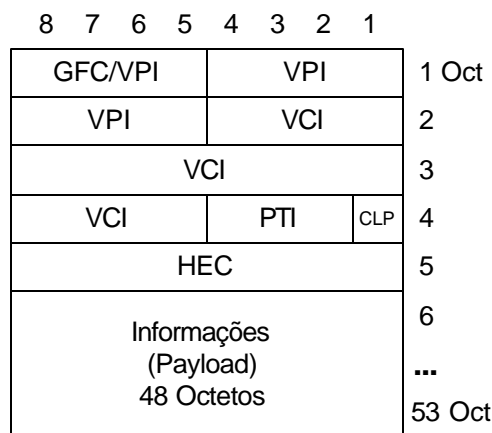 8 7 6 5 4 3 2 1
GFC/VPI VPI 1 Oct
VPI VCI 2
VCI 3
VCI PTI CLP 4
HEC 5
6
Informações
(Payload)
...
48 Octetos
53 Oct